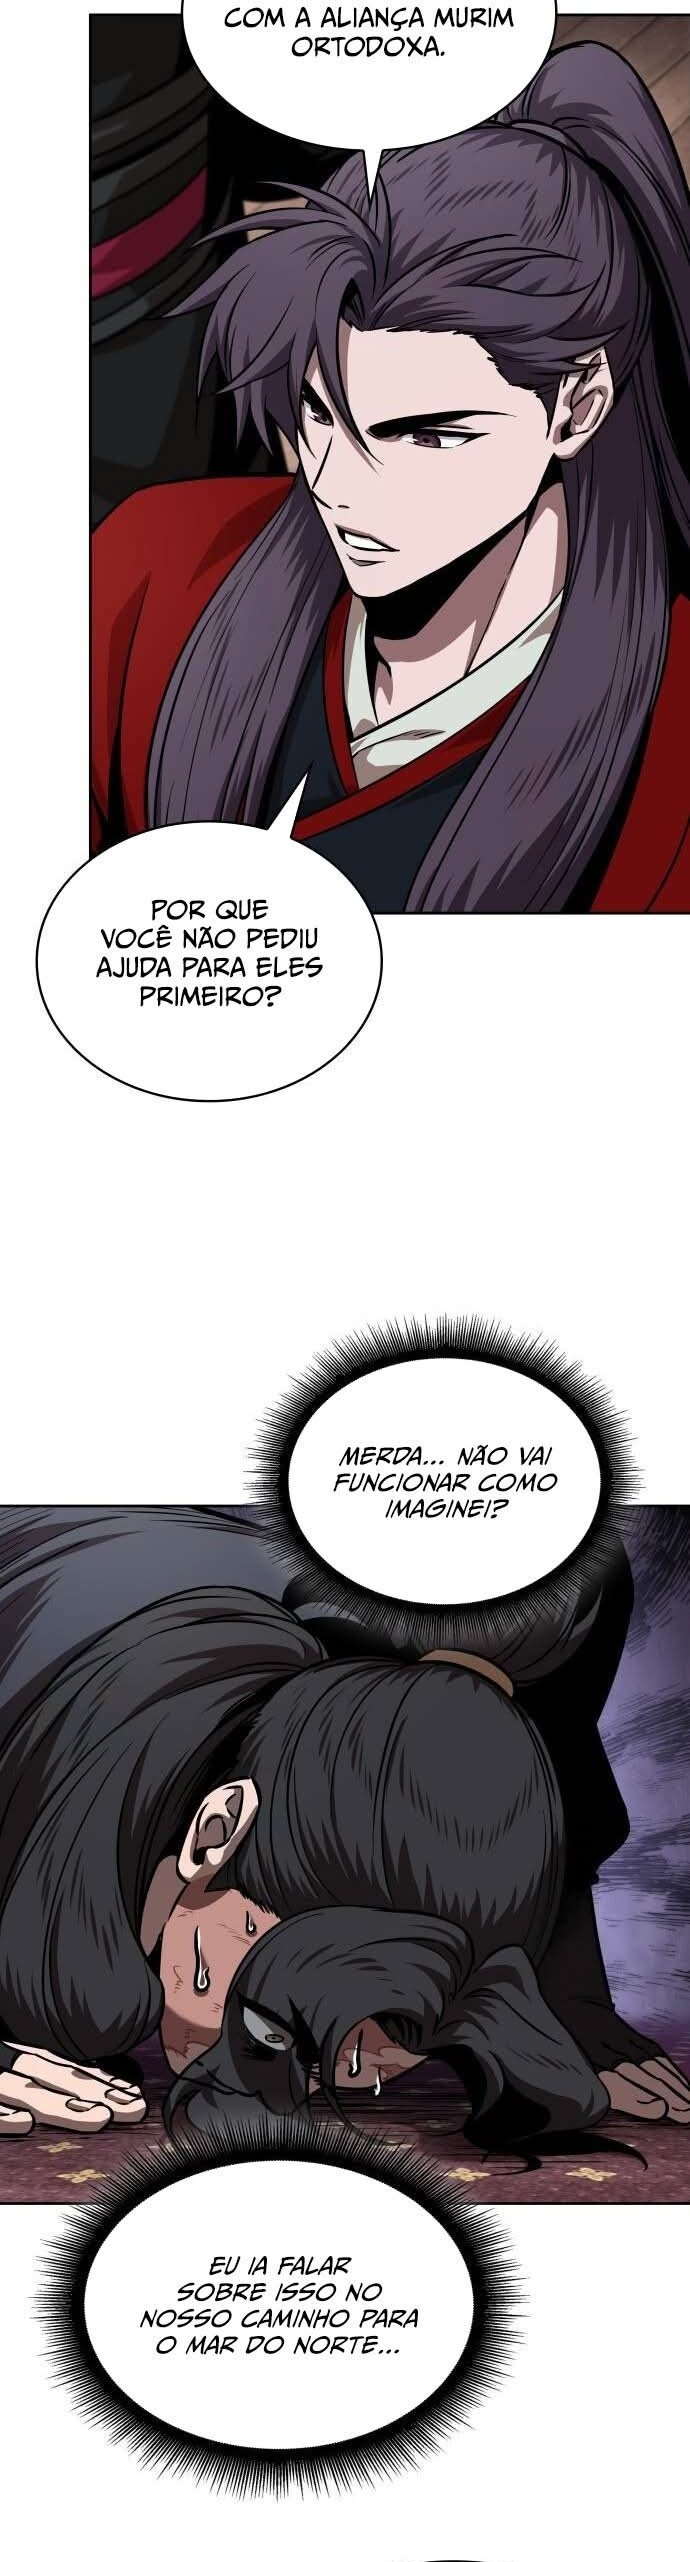 COM A ALIANÇA MURIM
ORTODOXA.
POR QUE
VOCÊ NÃO PEDIU
AJUDA PARA ELES
PRIMEIRO?
MERDA... NÃO VAI
FUNCIONAR COMO
IMAGINEI?
EU IA FALAR
SOBRE ISSO NO
NOSSO CAMINHO PARA
O MAR DO NORTE...